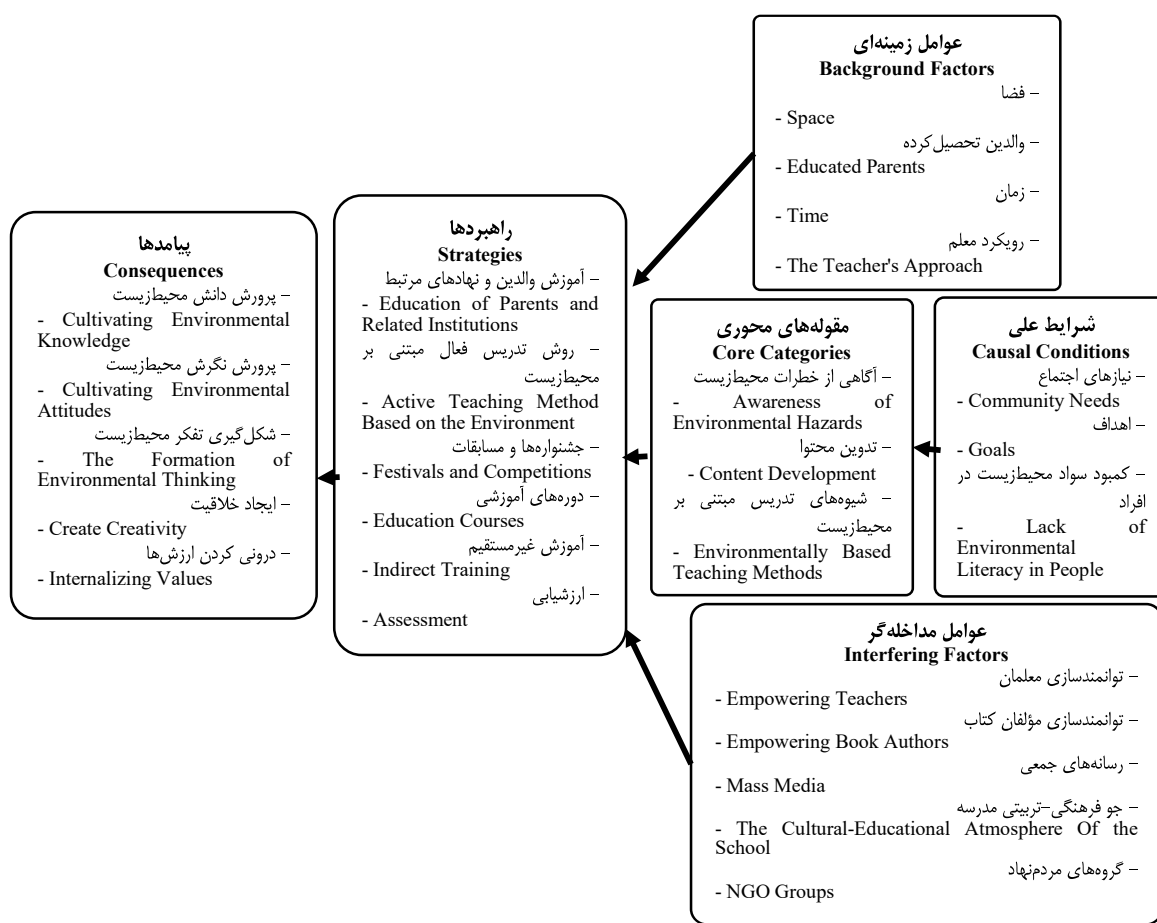 عوامل زمینه‌ای
Background Factors
– فضا
- Space
– والدین تحصیل‌کرده
- Educated Parents
– زمان
- Time
– رویکرد معلم
- The Teacher's Approach
شرایط علی
Causal Conditions
– نیازهای اجتماع
- Community Needs
– اهداف
- Goals
– کمبود سواد محیط‌زیست در
افراد
- Lack of
Environmental
Literacy in People
مقوله‌های محوری
Core Categories
– آگاهی از خطرات محیط‌زیست
- Awareness of
Environmental Hazards
– تدوین محتوا
- Content Development
– شیوه‌های تدریس مبتنی بر
محیط‌زیست
- Environmentally Based
Teaching Methods
راهبردها
Strategies
– آموزش والدین و نهادهای مرتبط
- Education of Parents and
Related Institutions
– روش تدریس فعال مبتنی بر
محیط‌زیست
- Active Teaching Method
Based on the Environment
– جشنواره‌ها و مسابقات
- Festivals and Competitions
– دوره‌های آموزشی
- Education Courses
– آموزش غیرمستقیم
- Indirect Training
– ارزشیابی
- Assessment
پیامدها
Consequences
– پرورش دانش محیط‌زیست
- Cultivating Environmental
Knowledge
– پرورش نگرش محیط‌زیست
- Cultivating Environmental
Attitudes
– شکل‌گیری تفکر محیط‌زیست
- The Formation of
Environmental Thinking
– ایجاد خلاقیت
- Create Creativity
– درونی کردن ارزش‌ها
- Internalizing Values
عوامل مداخله‌گر
Interfering Factors
– توانمندسازی معلمان
- Empowering Teachers
– توانمندسازی مؤلفان کتاب
- Empowering Book Authors
– رسانه‌های جمعی
- Mass Media
– جو فرهنگی–تربیتی مدرسه
- The Cultural-Educational Atmosphere Of the
School
– گروه‌های مردم‌نهاد
- NGO Groups